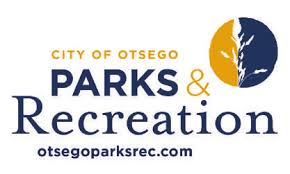 CITY OF OTSEGO
PARKS &
Recreation
otsegoparksrec.com